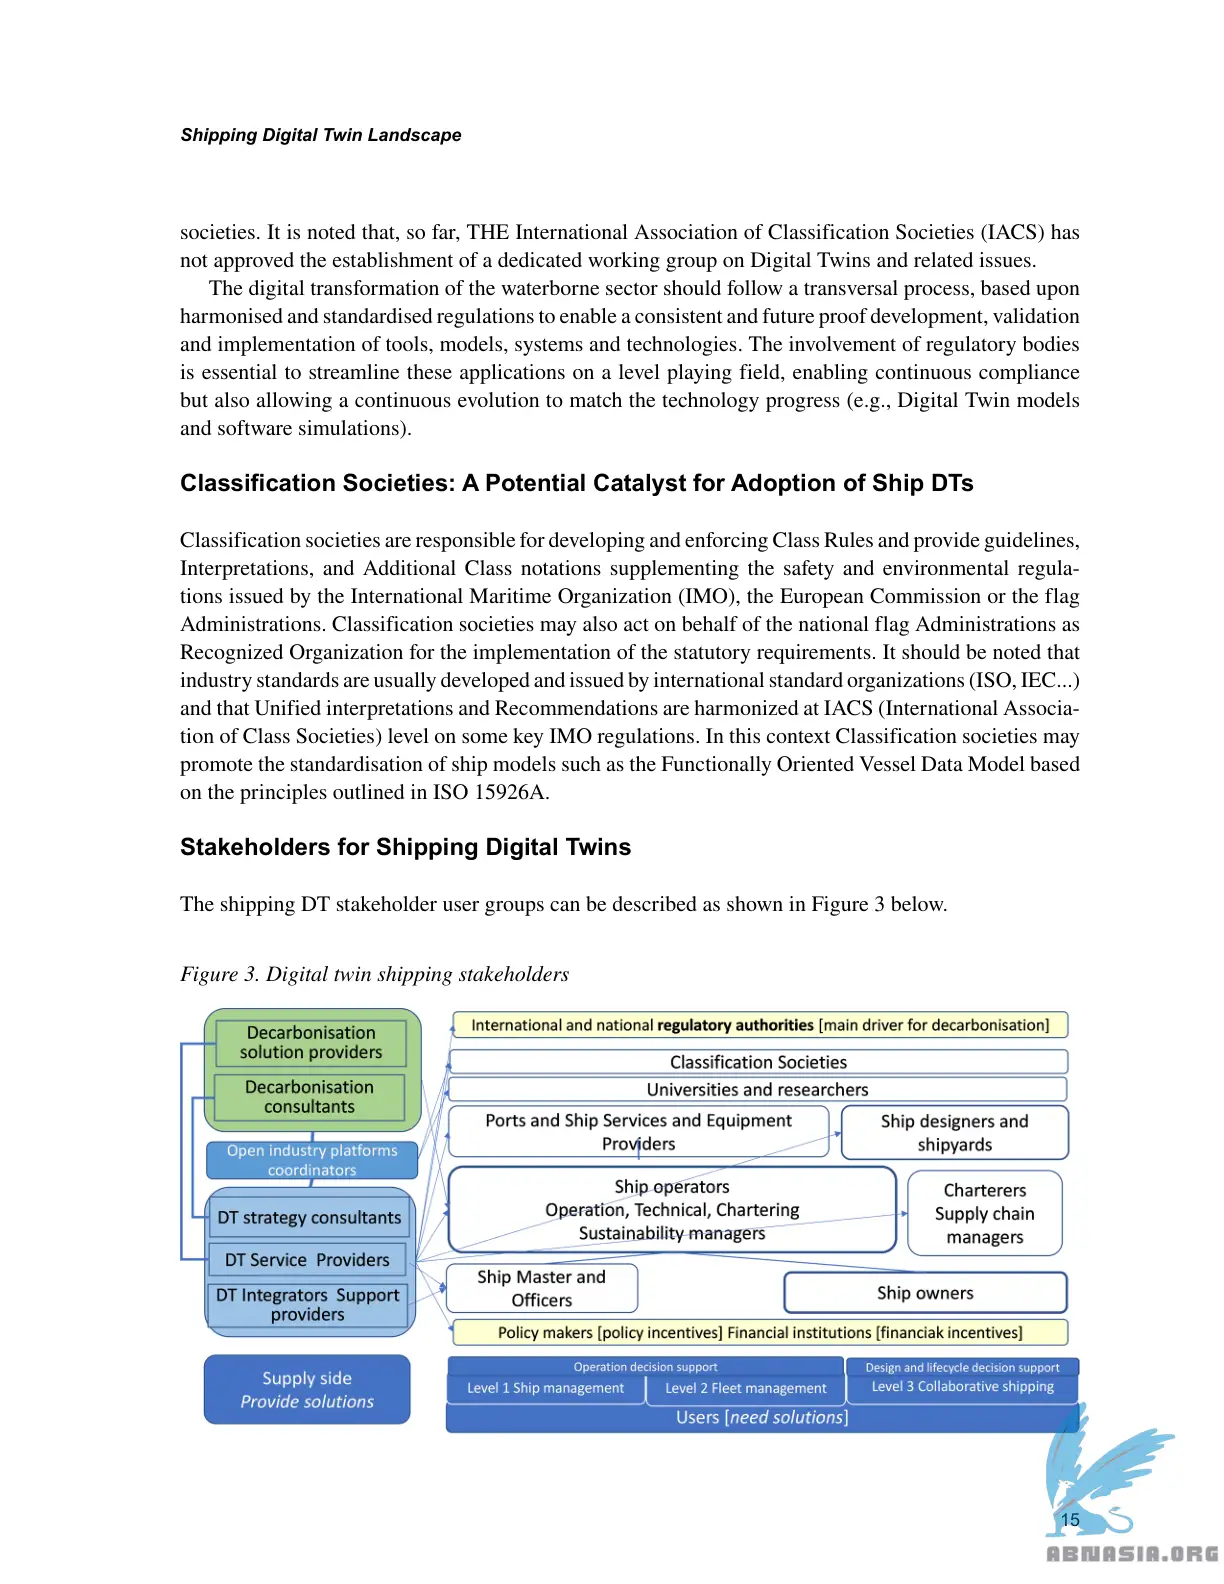 Shipping Digital Twin Landscape
societies. It is noted that, so far, THE International Association of Classification Societies (IACS) has
not approved the establishment of a dedicated working group on Digital Twins and related issues.
The digital transformation of the waterborne sector should follow a transversal process, based upon
harmonised and standardised regulations to enable a consistent and future proof development, validation
and implementation of tools, models, systems and technologies. The involvement of regulatory bodies
is essential to streamline these applications on a level playing field, enabling continuous compliance
but also allowing a continuous evolution to match the technology progress (e.g., Digital Twin models
and software simulations).
Classification Societies: A Potential Catalyst for Adoption of Ship DTs
Classification societies are responsible for developing and enforcing Class Rules and provide guidelines,
Interpretations, and Additional Class notations supplementing the safety and environmental regula-
tions issued by the International Maritime Organization (IMO), the European Commission or the flag
Administrations. Classification societies may also act on behalf of the national flag Administrations as
Recognized Organization for the implementation of the statutory requirements. It should be noted that
industry standards are usually developed and issued by international standard organizations (ISO, IEC...)
and that Unified interpretations and Recommendations are harmonized at IACS (International Associa-
tion of Class Societies) level on some key IMO regulations. In this context Classification societies may
promote the standardisation of ship models such as the Functionally Oriented Vessel Data Model based
on the principles outlined in ISO 15926A.
Stakeholders for Shipping Digital Twins
The shipping DT stakeholder user groups can be described as shown in Figure 3 below.
Figure 3. Digital twin shipping stakeholders
Decarbonisation
solution providers
Decarbonisation
consultants
Open industry platforms
coordinators
DT strategy consultants
DT Service Providers
DT Integrators Support
providers
Supply side
Provide solutions
International and national regulatory authorities [main driver for decarbonisation]
Classification Societies
Universities and researchers
Ports and Ship Services and Equipment
Providers
Ship designers and
shipyards
Ship operators
Operation, Technical, Chartering
Sustainability managers
Charterers
Supply chain
managers
Ship Master and
Officers
Ship owners
Policy makers [policy incentives] Financial institutions [financiak incentives]
Operation decision support
Design and lifecycle decision support
Level 1 Ship management
Level 2 Fleet management
Level 3 Collaborative shipping
Users [need solutions]
15
ABNASIA.ORG